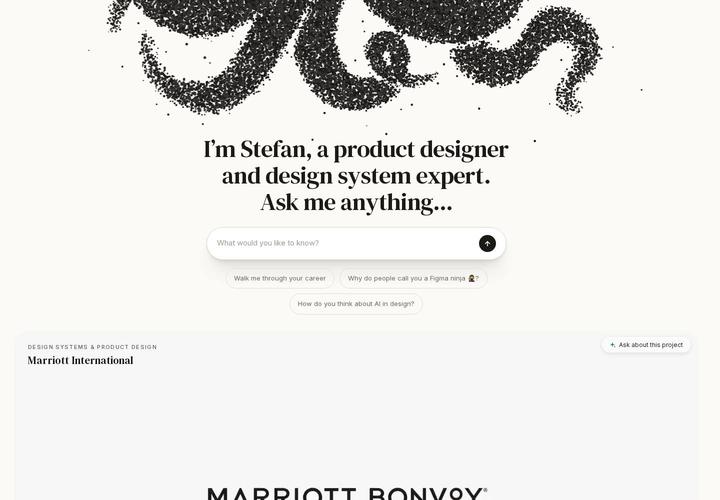 I'm Stefan, a product designer
and design system expert.
Ask me anything...
What would you like to know?
Walk me through your career
Why do people call you a Figma ninja 🥷?
How do you think about AI in design?
DESIGN SYSTEMS & PRODUCT DESIGN
Ask about this project
Marriott International
MARRIOTT BONVOY®